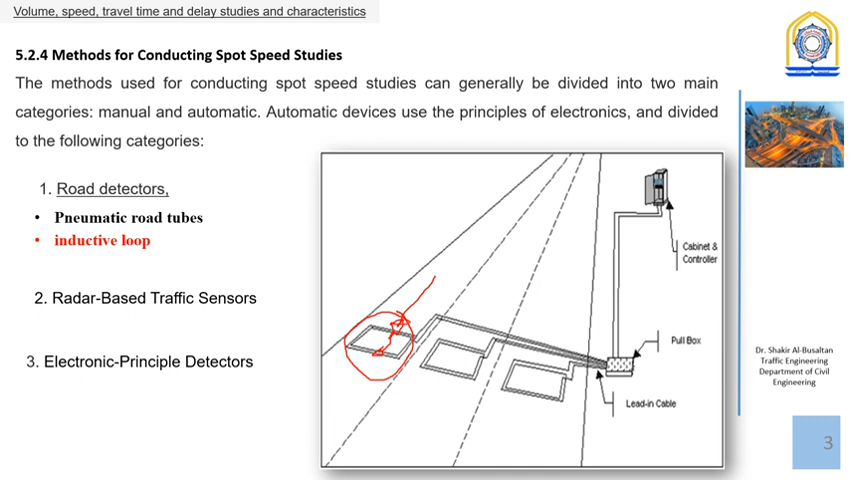 Volume, speed, travel time and delay studies and characteristics
5.2.4 Methods for Conducting Spot Speed Studies
The methods used for conducting spot speed studies can generally be divided into two main
categories: manual and automatic. Automatic devices use the principles of electronics, and divided
to the following categories:
1. Road detectors,
• Pneumatic road tubes
• inductive loop
2. Radar-Based Traffic Sensors
3. Electronic-Principle Detectors
Cabinet &
Controller
Pull Box
Lead-in Cable
Dr. Shakir Al-Busaltan
Traffic Engineering
Department of Civil
Engineering
3